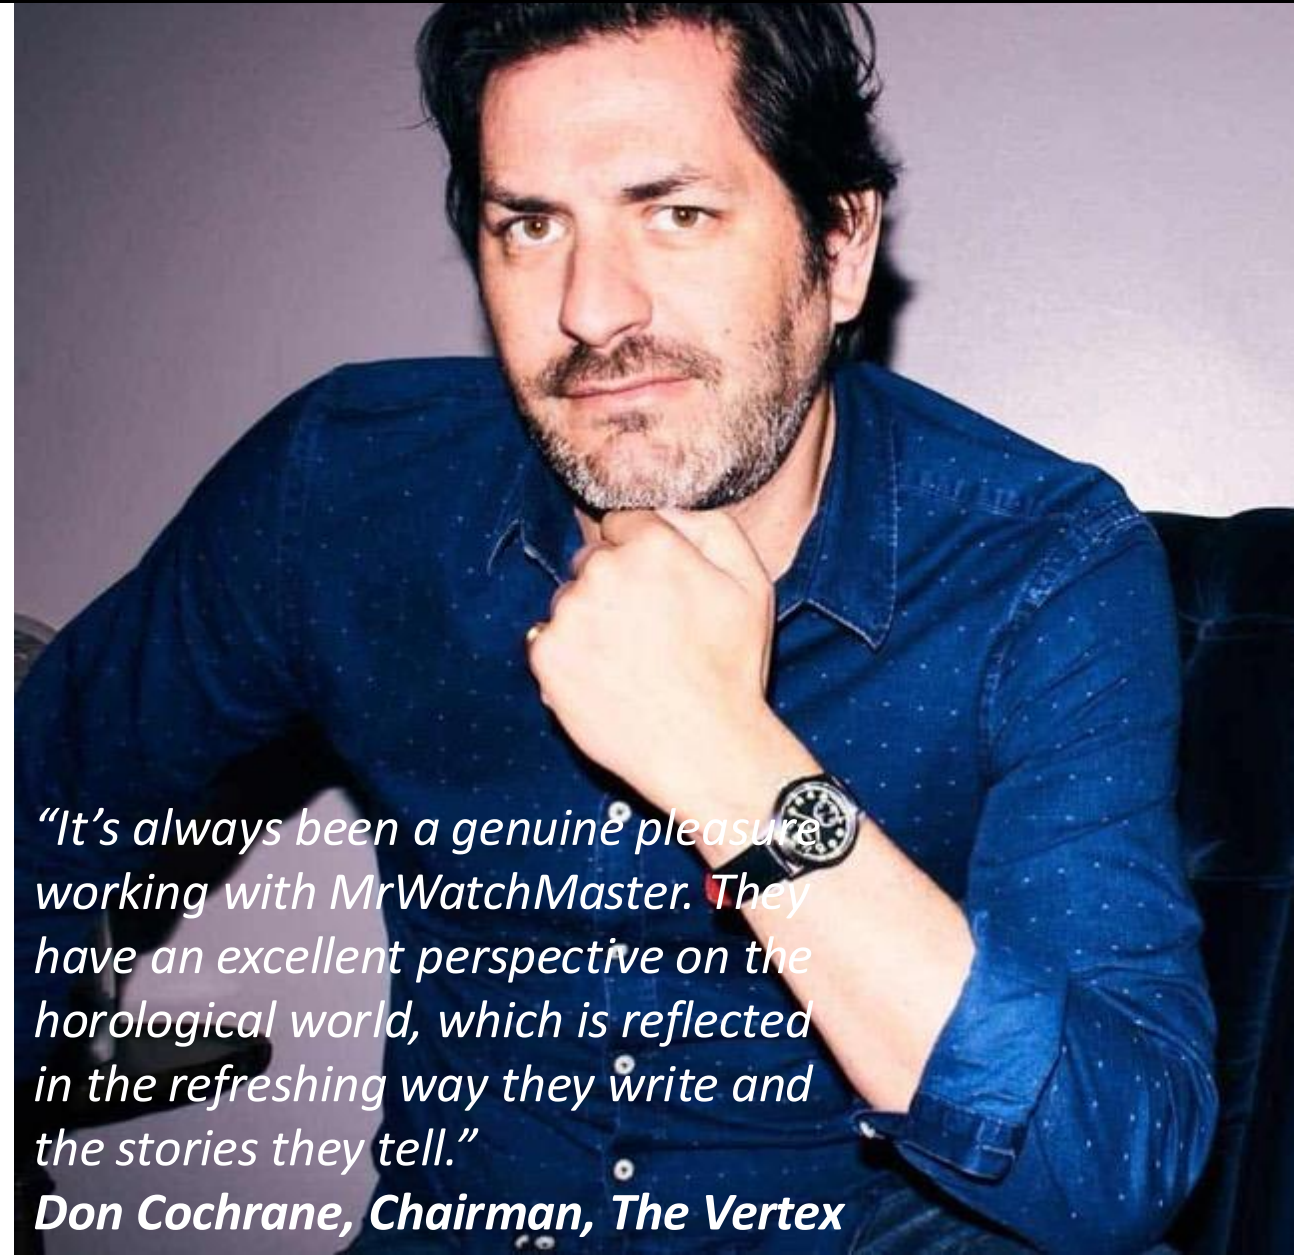 “It’s always been a genuine pleasure
working with MrWatchMaster. They
have an excellent perspective on the
horological world, which is reflected
in the refreshing way they write and
the stories they tell.”
Don Cochrane, Chairman, The Vertex